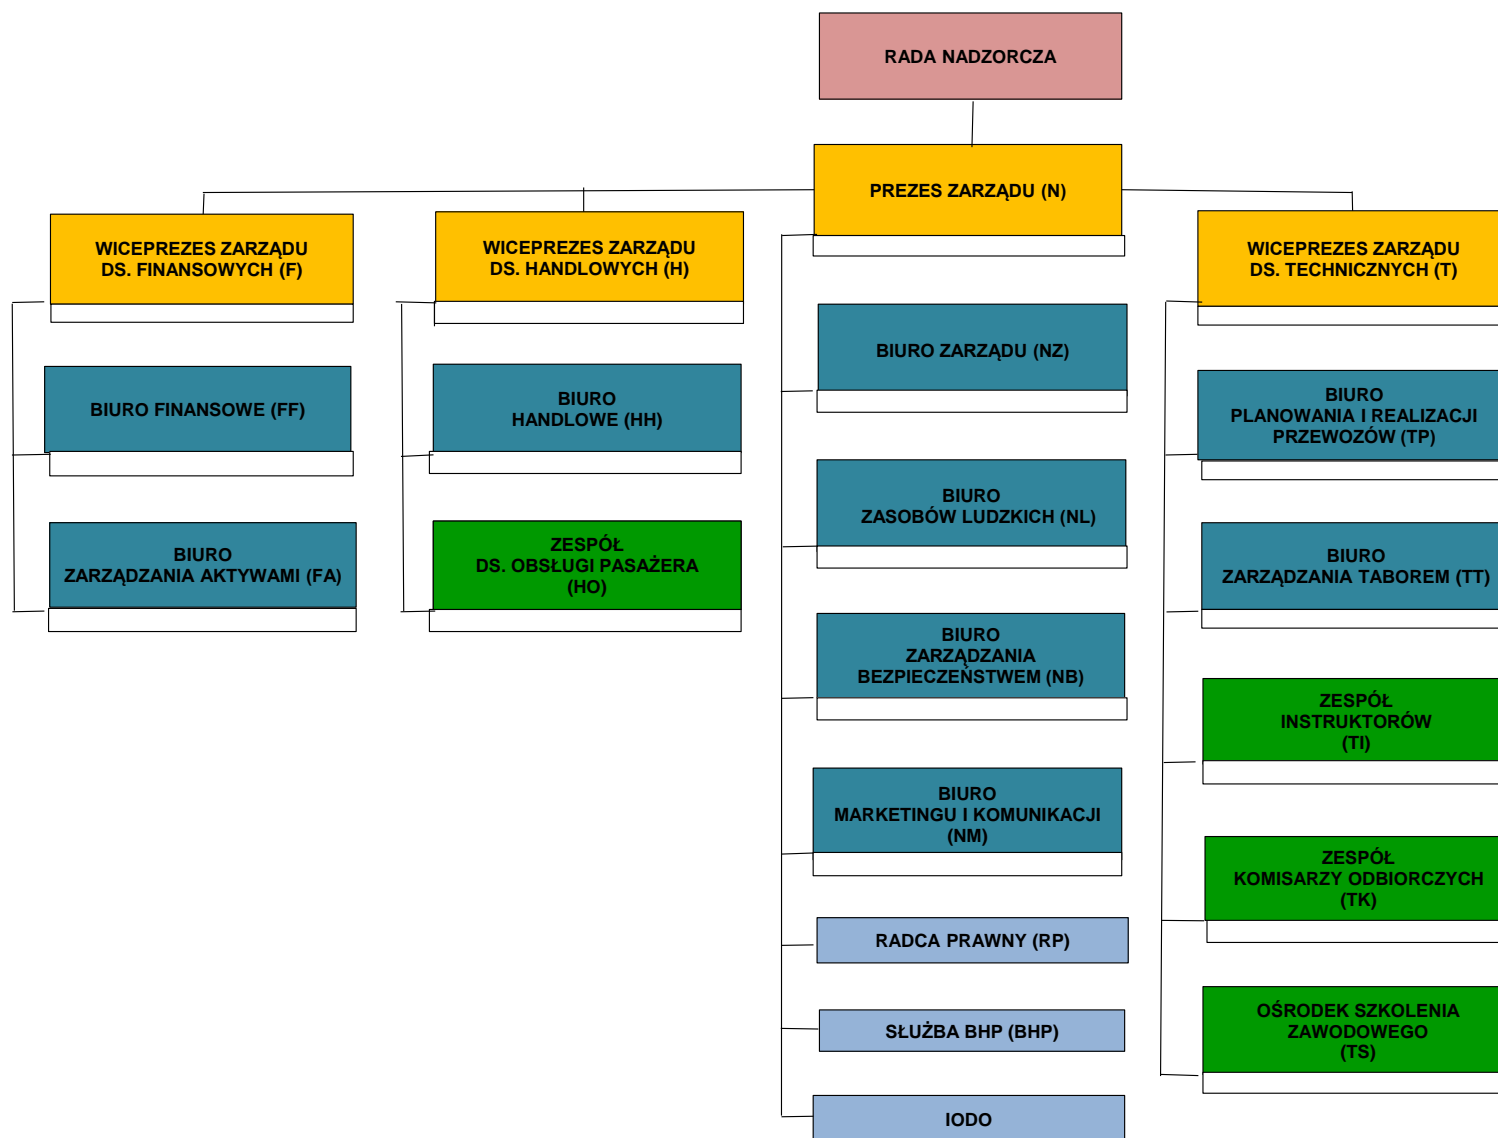 RADA NADZORCZA
PREZES ZARZĄDU (N)
WICEPREZES ZARZĄDU
DS. FINANSOWYCH (F)
BIURO FINANSOWE (FF)
BIURO
ZARZĄDZANIA AKTYWAMI (FA)
WICEPREZES ZARZĄDU
DS. HANDLOWYCH (H)
BIURO
HANDLOWE (HH)
ZESPÓŁ
DS. OBSŁUGI PASAŻERA
(HO)
BIURO ZARZĄDU (NZ)
BIURO
ZASOBÓW LUDZKICH (NL)
BIURO
ZARZĄDZANIA
BEZPIECZEŃSTWEM (NB)
BIURO
MARKETINGU I KOMUNIKACJI
(NM)
RADCA PRAWNY (RP)
SŁUŻBA BHP (BHP)
IODO
WICEPREZES ZARZĄDU
DS. TECHNICZNYCH (T)
BIURO
PLANOWANIA I REALIZACJI
PRZEWOZÓW (TP)
BIURO
ZARZĄDZANIA TABOREM (TT)
ZESPÓŁ
INSTRUKTORÓW
(TI)
ZESPÓŁ
KOMISARZY ODBIORCZYCH
(TK)
OŚRODEK SZKOLENIA
ZAWODOWEGO
(TS)